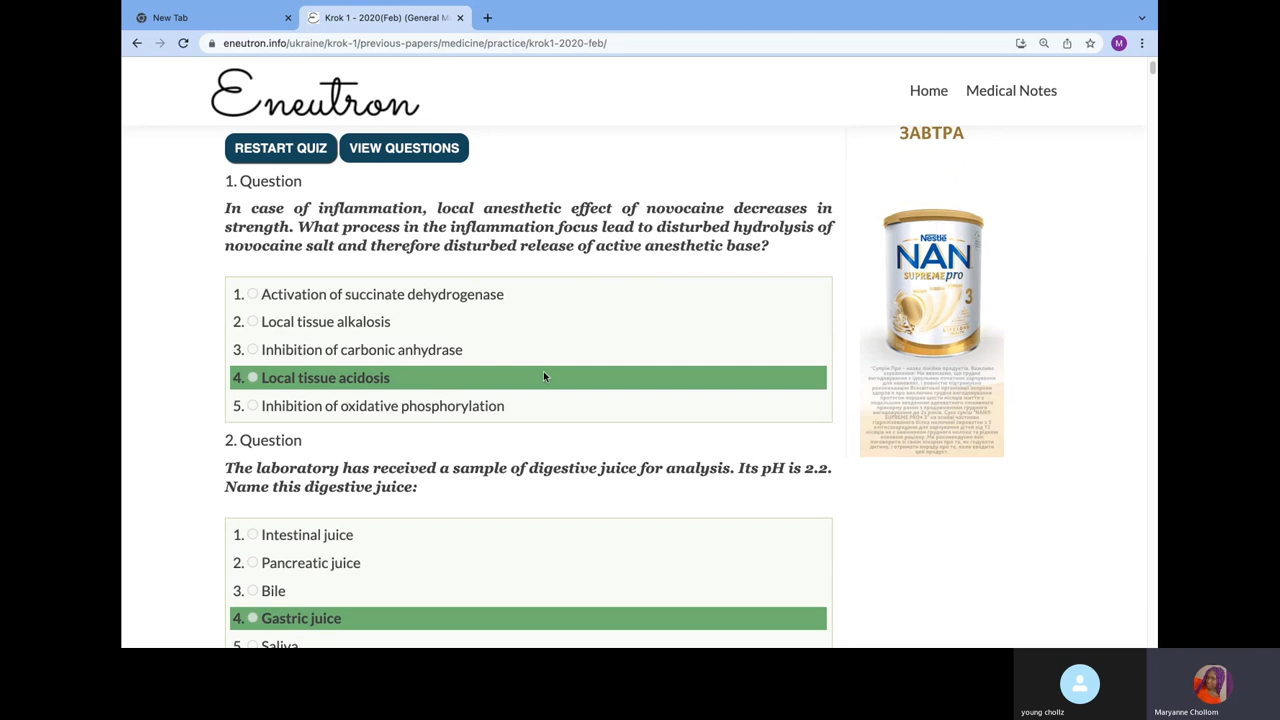 New Tab
Krok 1 - 2020(Feb) (General M
eneutron.info/ukraine/krok-1/previous-papers/medicine/practice/krok1-2020-feb/
M
Eneutron
Home
Medical Notes
ЗАВТРА
RESTART QUIZ
VIEW QUESTIONS
1. Question
In case of inflammation, local anesthetic effect of novocaine decreases in
strength. What process in the inflammation focus lead to disturbed hydrolysis of
novocaine salt and therefore disturbed release of active anesthetic base?
1. Activation of succinate dehydrogenase
2. Local tissue alkalosis
3. Inhibition of carbonic anhydrase
4. Local tissue acidosis
5. Inhibition of oxidative phosphorylation
Nestlé
NAN
SUPREMEpro
3
2. Question
The laboratory has received a sample of digestive juice for analysis. Its pH is 2.2.
Name this digestive juice:
1. Intestinal juice
2. Pancreatic juice
3. Bile
4. Gastric juice
5. Saliva
young chollz
Maryanne Chollom